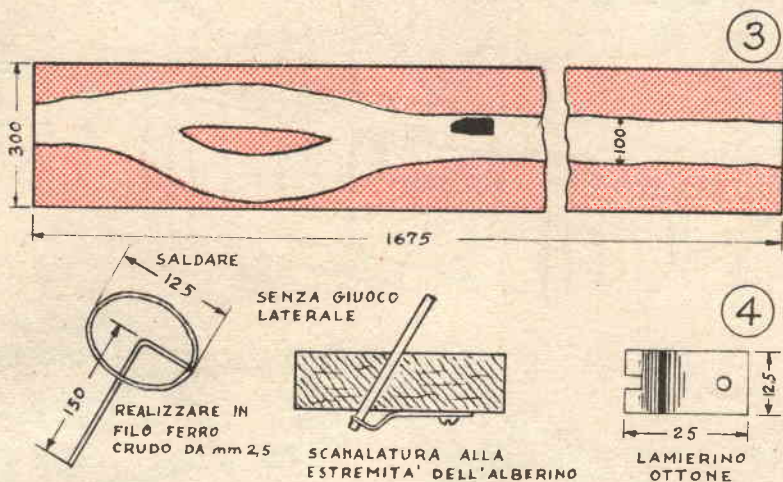 3
300
100
1675
SALDARE
125
150
REALIZZARE IN
FILO FERRO
CRUDO DA mm 2,5
SENZA GIUOCO
LATERALE
SCANALATURA ALLA
ESTREMITA' DELL'ALBERINO
4
12,5
25
LAMIERINO
OTTONE